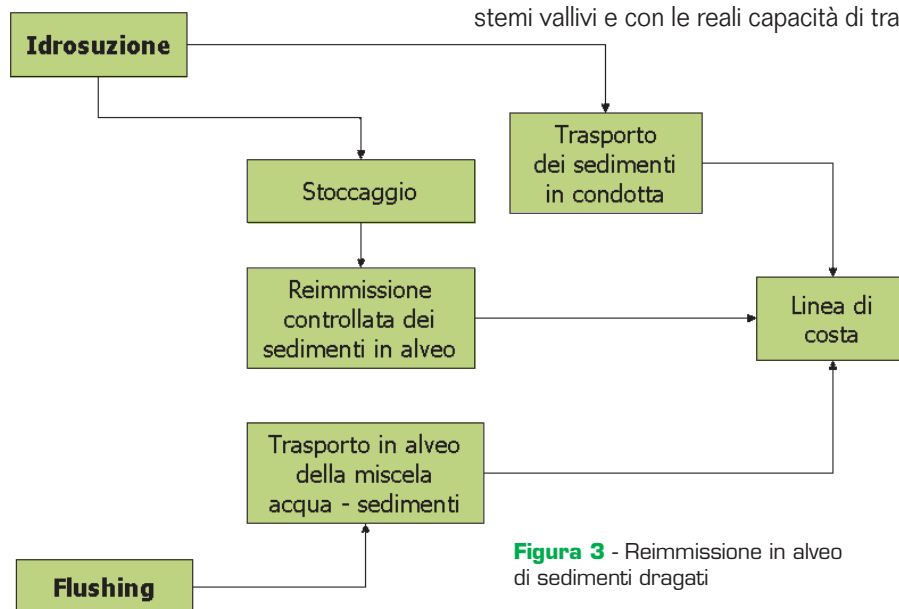 stemi vallivi e con le reali capacità di tra
Idrosuzione
Trasporto
dei sedimenti
in condotta
Stoccaggio
Reimmissione
controllata dei
sedimenti in alveo
Linea di
costa
Trasporto in alveo
della miscela
acqua - sedimenti
Figura 3 - Reimmissione in alveo
di sedimenti dragati
Flushing